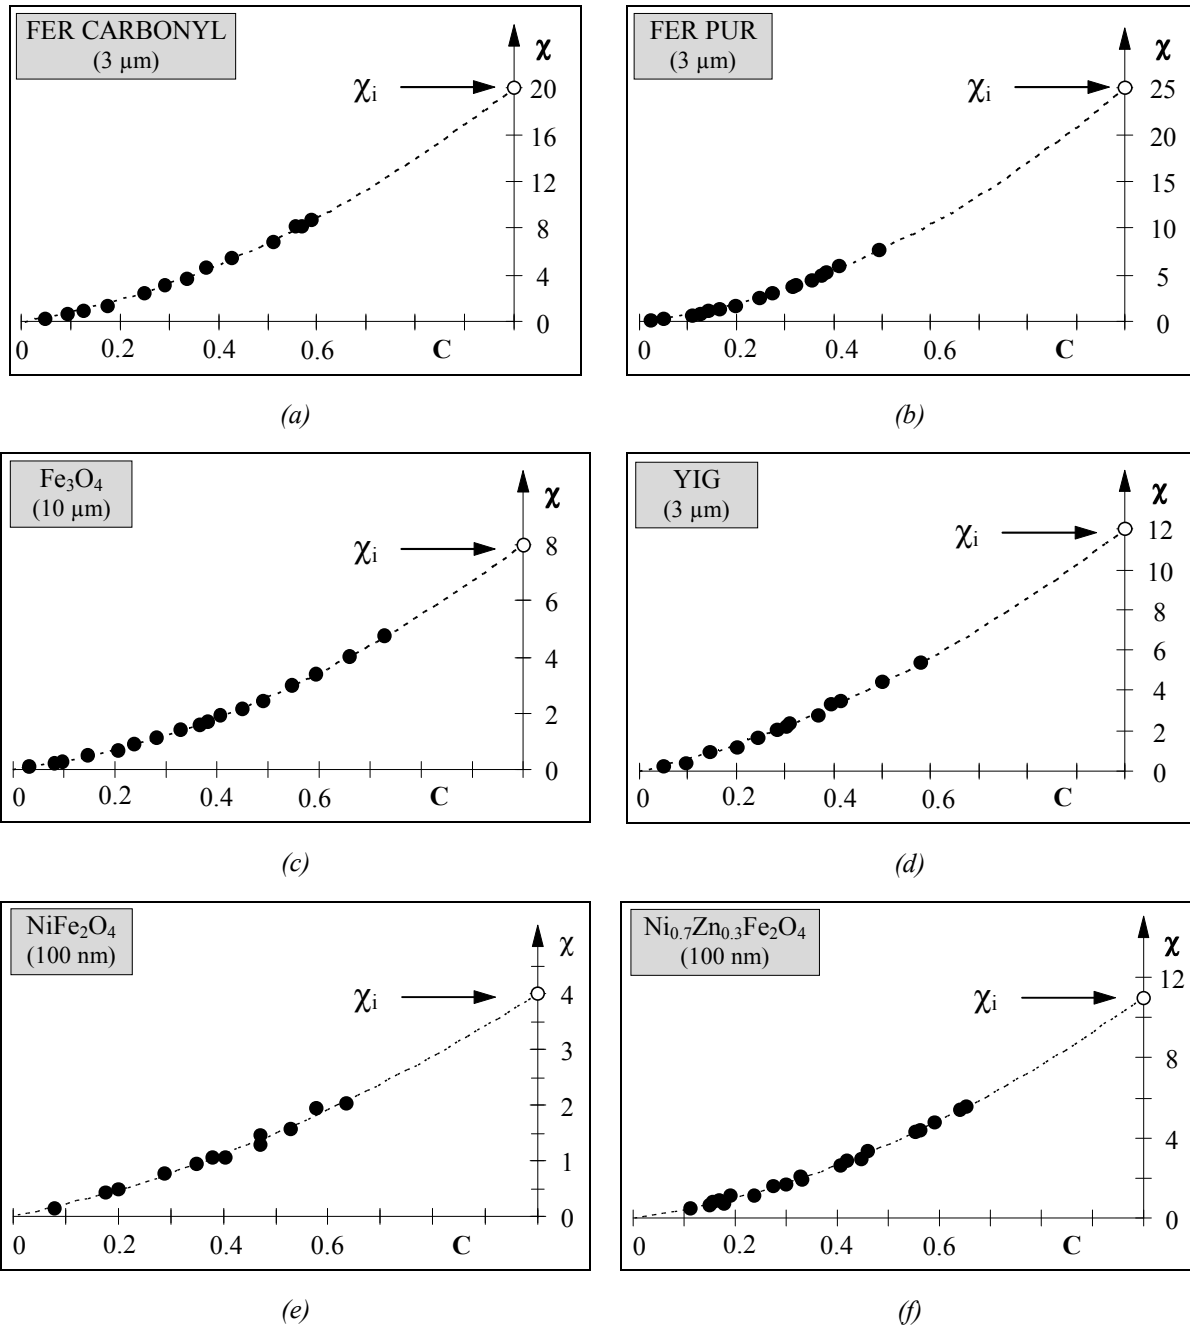 FER CARBONYL
(3 µm)
χ
χi
20
16
12
8
4
0
0 0.2 0.4 0.6 C
(a)
FER PUR
(3 µm)
χ
χi
25
20
15
10
5
0
0 0.2 0.4 0.6 C
(b)
Fe3O4
(10 µm)
χ
χi
8
6
4
2
0
0 0.2 0.4 0.6 C
(c)
YIG
(3 µm)
χ
χi
12
10
8
6
4
2
0
0 0.2 0.4 0.6 C
(d)
NiFe2O4
(100 nm)
χ
χi
4
3
2
1
0
0 0.2 0.4 0.6 C
(e)
Ni0.7Zn0.3Fe2O4
(100 nm)
χ
12
χi
8
4
0
0 0.2 0.4 0.6 C
(f)